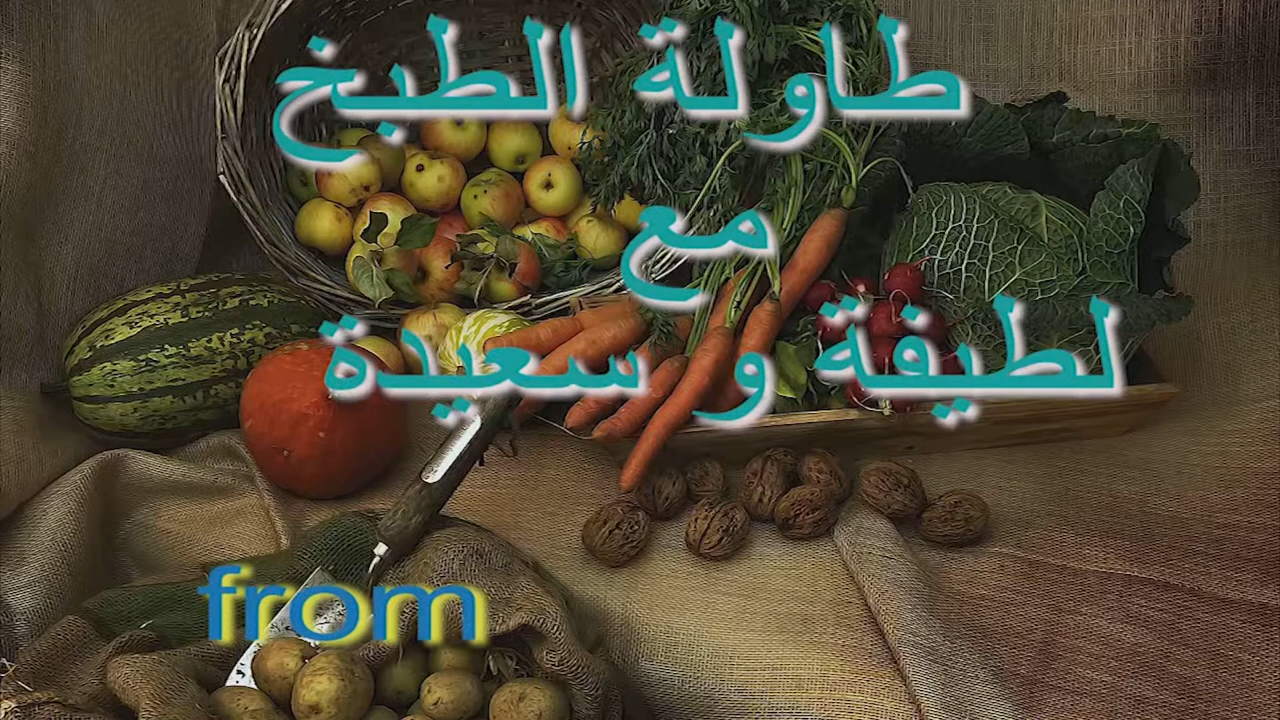 طاولة الطبخ
مع
لطيفة و سعيدة
from